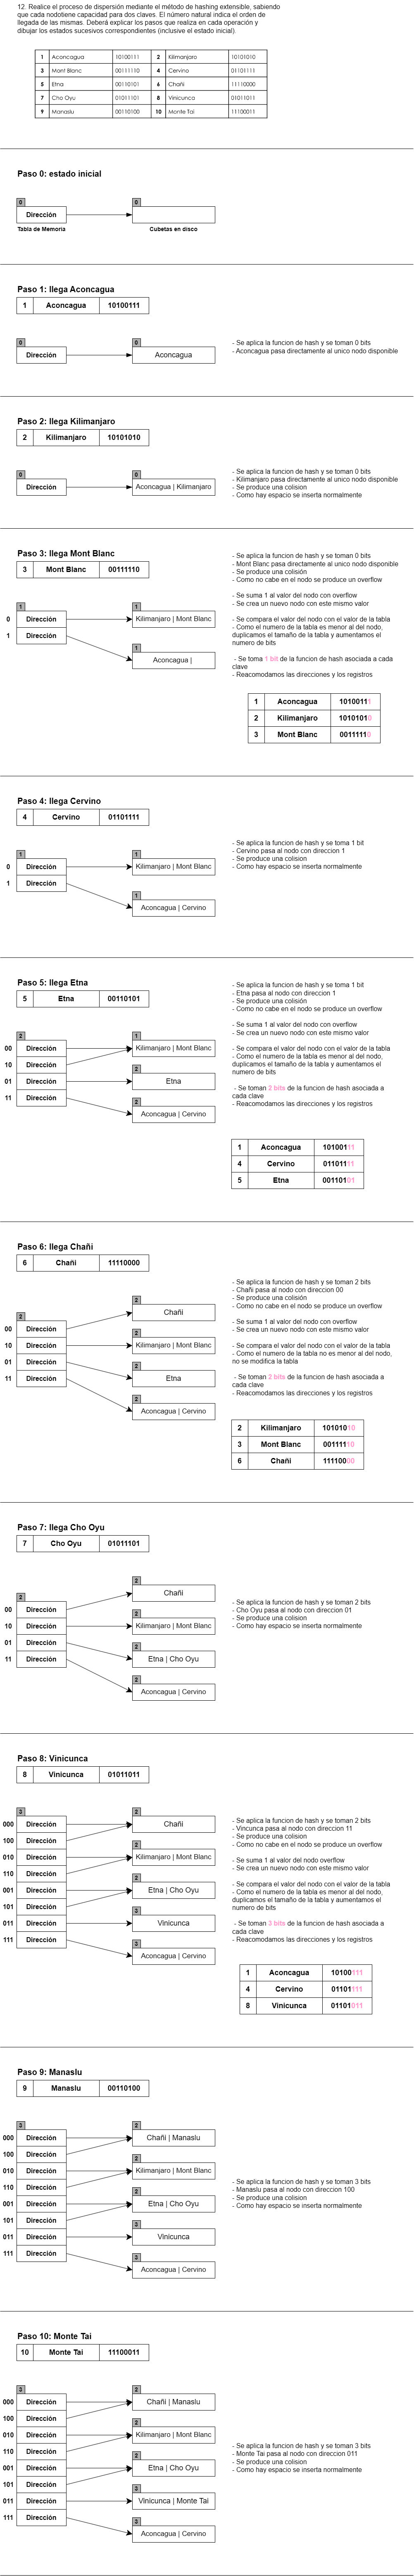 12. Realice el proceso de dispersión mediante el método de hashing extensible, sabiendo
que cada nodotiene capacidad para dos claves. El número natural indica el orden de
llegada de las mismas. Deberá explicar los pasos que realiza en cada operación y
dibujar los estados sucesivos correspondientes (inclusive el estado inicial).
1 Aconcagua 10100111 2 Kilimanjaro 10101010
3 Mont Blanc 00111110 4 Cervino 01101111
5 Etna 00110101 6 Chañi 11110000
7 Cho Oyu 01011101 8 Vinicunca 01011011
9 Manaslu 00110100 10 Monte Tai 11100011
Paso 0: estado inicial
0 0
Dirección
Tabla de Memoria Cubetas en disco
Paso 1: llega Aconcagua
1 Aconcagua 10100111
0 0
Dirección Aconcagua
- Se aplica la funcion de hash y se toman 0 bits
- Aconcagua pasa directamente al unico nodo disponible
Paso 2: llega Kilimanjaro
2 Kilimanjaro 10101010
0 0
Dirección Aconcagua | Kilimanjaro
- Se aplica la funcion de hash y se toman 0 bits
- Kilimanjaro pasa directamente al unico nodo disponible
- Se produce una colision
- Como hay espacio se inserta normalmente
Paso 3: llega Mont Blanc
3 Mont Blanc 00111110
1 1
0 Dirección Kilimanjaro | Mont Blanc
1 Dirección
1
Aconcagua |
- Se aplica la funcion de hash y se toman 0 bits
- Mont Blanc pasa directamente al unico nodo disponible
- Se produce una colisión
- Como no cabe en el nodo se produce un overflow
- Se suma 1 al valor del nodo con overflow
- Se crea un nuevo nodo con este mismo valor
- Se compara el valor del nodo con el valor de la tabla
- Como el numero de la tabla es menor al del nodo,
duplicamos el tamaño de la tabla y aumentamos el
numero de bits
- Se toma 1 bit de la funcion de hash asociada a cada
clave
- Reacomodamos las direcciones y los registros
1 Aconcagua 10100111
2 Kilimanjaro 10101010
3 Mont Blanc 00111110
Paso 4: llega Cervino
4 Cervino 01101111
1 1
0 Dirección Kilimanjaro | Mont Blanc
1 Dirección
1
Aconcagua | Cervino
- Se aplica la funcion de hash y se toma 1 bit
- Cervino pasa al nodo con direccion 1
- Se produce una colision
- Como hay espacio se inserta normalmente
Paso 5: llega Etna
5 Etna 00110101
2 1
00 Dirección Kilimanjaro | Mont Blanc
10 Dirección
2
01 Dirección Etna
11 Dirección
2
Aconcagua | Cervino
- Se aplica la funcion de hash y se toma 1 bit
- Etna pasa al nodo con direccion 1
- Se produce una colisión
- Como no cabe en el nodo se produce un overflow
- Se suma 1 al valor del nodo con overflow
- Se crea un nuevo nodo con este mismo valor
- Se compara el valor del nodo con el valor de la tabla
- Como el numero de la tabla es menor al del nodo,
duplicamos el tamaño de la tabla y aumentamos el
numero de bits
- Se toman 2 bits de la funcion de hash asociada a
cada clave
- Reacomodamos las direcciones y los registros
1 Aconcagua 10100111
4 Cervino 01101111
5 Etna 00110101
Paso 6: llega Chañi
6 Chañi 11110000
2
Chañi
2 2
00 Dirección
10 Dirección Kilimanjaro | Mont Blanc
01 Dirección
2
11 Dirección Etna
2
Aconcagua | Cervino
- Se aplica la funcion de hash y se toman 2 bits
- Chañi pasa al nodo con direccion 00
- Se produce una colisión
- Como no cabe en el nodo se produce un overflow
- Se suma 1 al valor del nodo con overflow
- Se crea un nuevo nodo con este mismo valor
- Se compara el valor del nodo con el valor de la tabla
- Como el numero de la tabla no es menor al del nodo,
no se modifica la tabla
- Se toman 2 bits de la funcion de hash asociada a
cada clave
- Reacomodamos las direcciones y los registros
2 Kilimanjaro 10101010
3 Mont Blanc 00111110
6 Chañi 11110000
Paso 7: llega Cho Oyu
7 Cho Oyu 01011101
2
Chañi
2 2
00 Dirección
10 Dirección Kilimanjaro | Mont Blanc
01 Dirección
2
11 Dirección Etna | Cho Oyu
2
Aconcagua | Cervino
- Se aplica la funcion de hash y se toman 2 bits
- Cho Oyu pasa al nodo con direccion 01
- Se produce una colision
- Como hay espacio se inserta normalmente
Paso 8: Vinicunca
8 Vinicunca 01011011
3 2
000 Dirección Chañi
100 Dirección
2
010 Dirección Kilimanjaro | Mont Blanc
110 Dirección
2
001 Dirección Etna | Cho Oyu
101 Dirección
3
011 Dirección Vinicunca
111 Dirección
3
Aconcagua | Cervino
- Se aplica la funcion de hash y se toman 2 bits
- Vincunca pasa al nodo con direccion 11
- Se produce una colision
- Como no cabe en el nodo se produce un overflow
- Se suma 1 al valor del nodo overflow
- Se crea un nuevo nodo con este mismo valor
- Se compara el valor del nodo con el valor de la tabla
- Como el numero de la tabla es menor al del nodo,
duplicamos el tamaño de la tabla y aumentamos el
numero de bits
- Se toman 3 bits de la funcion de hash asociada a
cada clave
- Reacomodamos las direcciones y los registros
1 Aconcagua 10100111
4 Cervino 01101111
8 Vinicunca 01101011
Paso 9: Manaslu
9 Manaslu 00110100
3 2
000 Dirección Chañi | Manaslu
100 Dirección
2
010 Dirección Kilimanjaro | Mont Blanc
110 Dirección
2
001 Dirección Etna | Cho Oyu
101 Dirección
3
011 Dirección Vinicunca
111 Dirección
3
Aconcagua | Cervino
- Se aplica la funcion de hash y se toman 3 bits
- Manaslu pasa al nodo con direccion 100
- Se produce una colision
- Como hay espacio se inserta normalmente
Paso 10: Monte Tai
10 Monte Tai 11100011
3 2
000 Dirección Chañi | Manaslu
100 Dirección
2
010 Dirección Kilimanjaro | Mont Blanc
110 Dirección
2
001 Dirección Etna | Cho Oyu
101 Dirección
3
011 Dirección Vinicunca | Monte Tai
111 Dirección
3
Aconcagua | Cervino
- Se aplica la funcion de hash y se toman 3 bits
- Monte Tai pasa al nodo con direccion 011
- Se produce una colision
- Como hay espacio se inserta normalmente